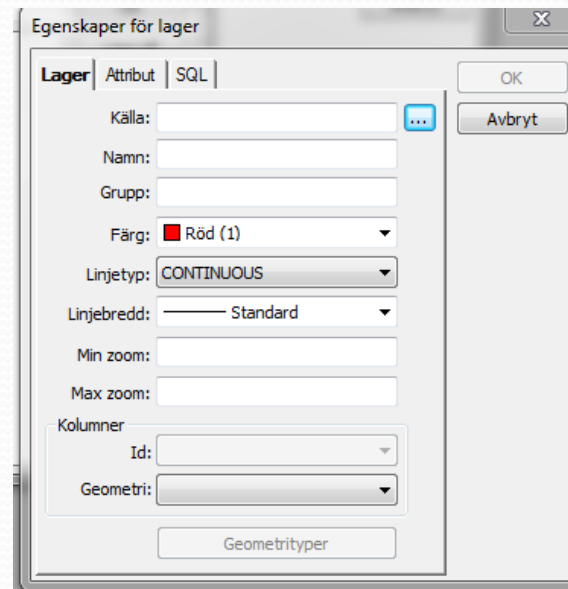 Egenskaper för lager
Lager Attribut SQL
OK
Källa: ...
Avbryt
Namn:
Grupp:
Färg: Röd (1)
Linjetyp: CONTINUOUS
Linjebredd: Standard
Min zoom:
Max zoom:
Kolumner
Id:
Geometri:
Geometrityper